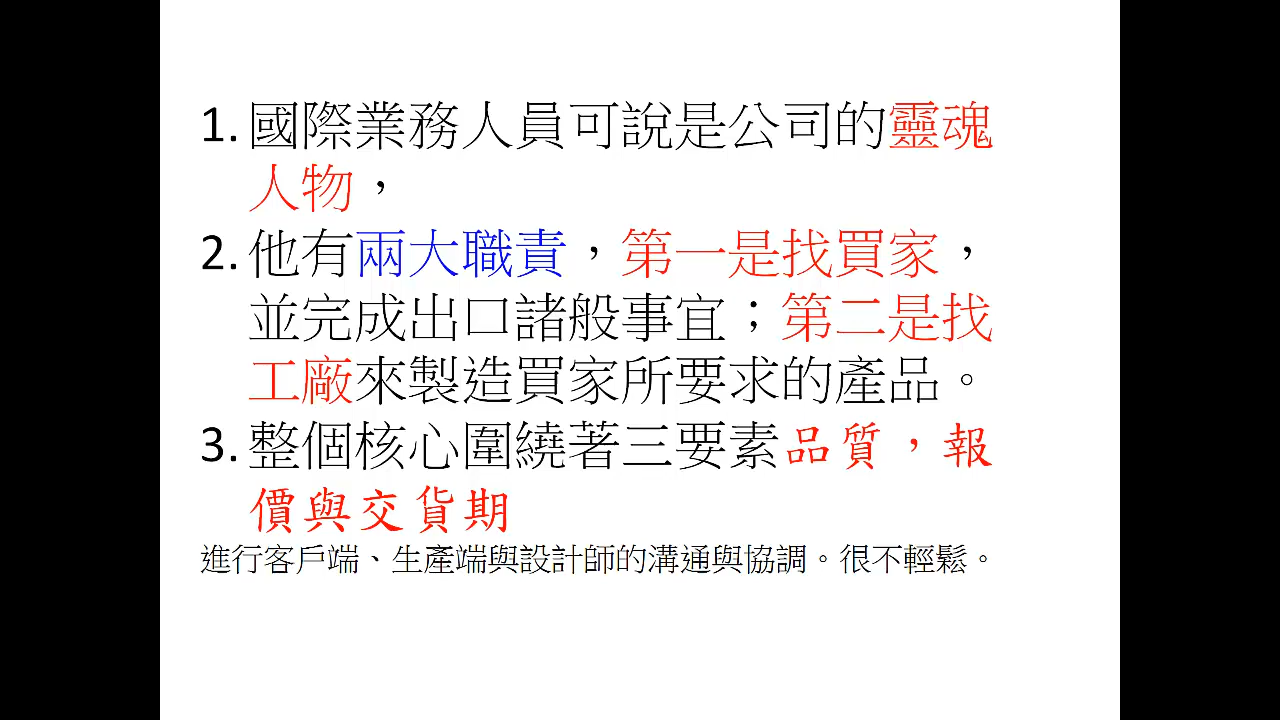 1. 國際業務人員可說是公司的靈魂
人物，
2. 他有兩大職責，第一是找買家，
並完成出口諸般事宜；第二是找
工廠來製造買家所要求的產品。
3. 整個核心圍繞著三要素品質，報
價與交貨期
進行客戶端、生產端與設計師的溝通與協調。很不輕鬆。